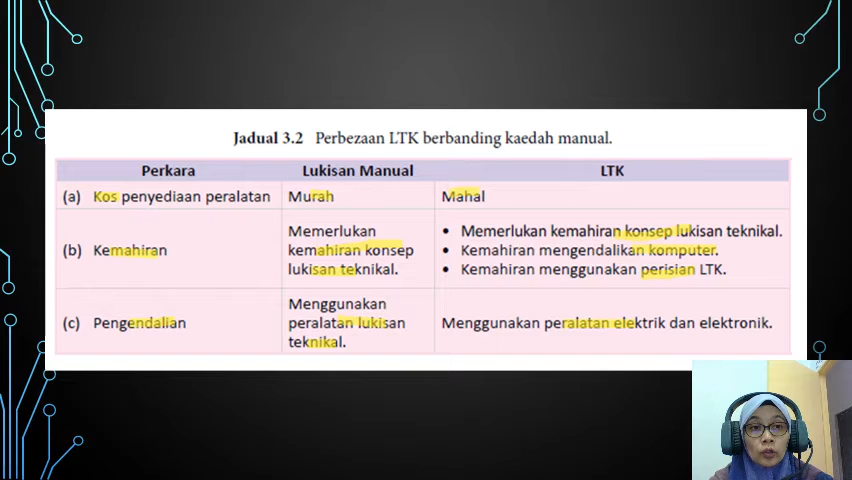 Jadual 3.2 Perbezaan LTK berbanding kaedah manual.
Perkara Lukisan Manual LTK
(a) Kos penyediaan peralatan Murah Mahal
(b) Kemahiran
Memerlukan
kemahiran konsep
lukisan teknikal.
• Memerlukan kemahiran konsep lukisan teknikal.
• Kemahiran mengendalikan komputer.
• Kemahiran menggunakan perisian LTK.
(c) Pengendalian
Menggunakan
peralatan lukisan
teknikal.
Menggunakan peralatan elektrik dan elektronik.